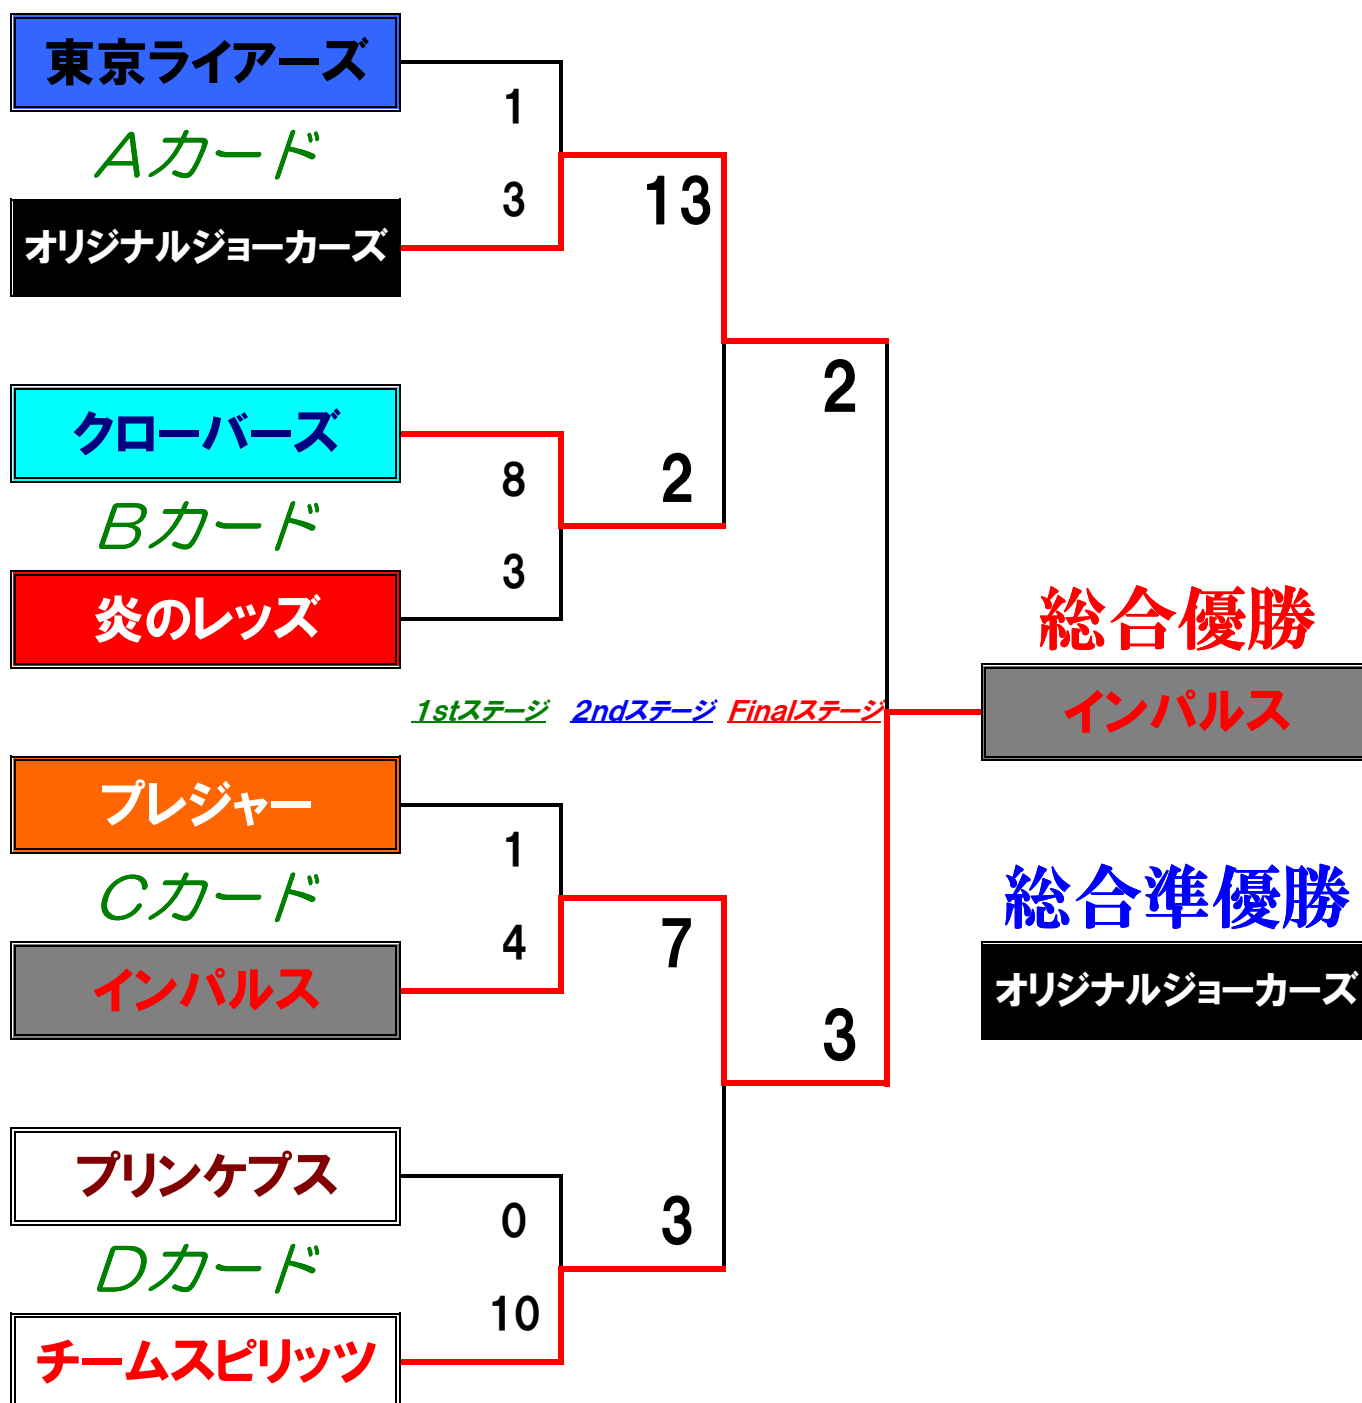 東京ライアーズ
1
Aカード
3
13
オリジナルジョーカーズ
2
クローバーズ
8
2
Bカード
3
炎のレッズ
総合優勝
1stステージ 2ndステージ Finalステージ
インパルス
プレジャー
1
Cカード
4
7
総合準優勝
インパルス
オリジナルジョーカーズ
3
プリンケプス
0
3
Dカード
10
チームスピリッツ